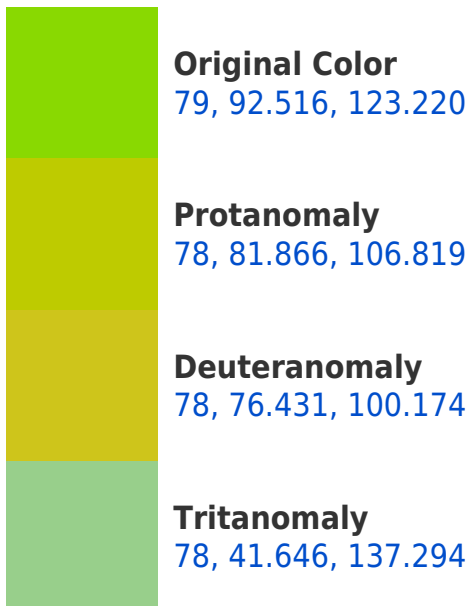 Original Color
79, 92.516, 123.220
Protanomaly
78, 81.866, 106.819
Deuteranomaly
78, 76.431, 100.174
Tritanomaly
78, 41.646, 137.294